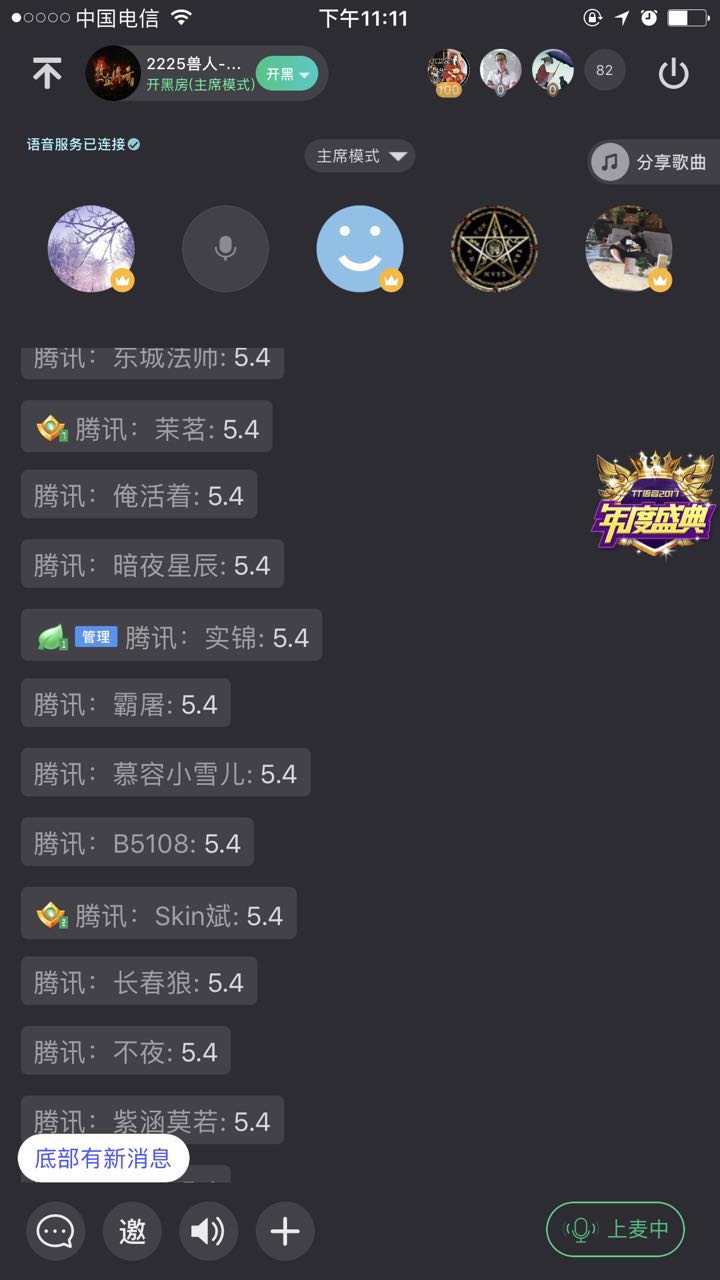 中国电信
下午11:11
2225兽人-...
开黑房(主席模式)
开黑
100
0
0
82
语音服务已连接
主席模式
分享歌曲
腾讯：东城法师: 5.4
1
腾讯：茉茗: 5.4
腾讯：俺活着: 5.4
腾讯：暗夜星辰: 5.4
TT语音2017
年度盛典
1
管理
腾讯：实锦: 5.4
腾讯：霸屠: 5.4
腾讯：慕容小雪儿: 5.4
腾讯：B5108: 5.4
2
腾讯：Skin斌: 5.4
腾讯：长春狼: 5.4
腾讯：不夜: 5.4
腾讯：紫涵莫若: 5.4
底部有新消息
邀
上麦中